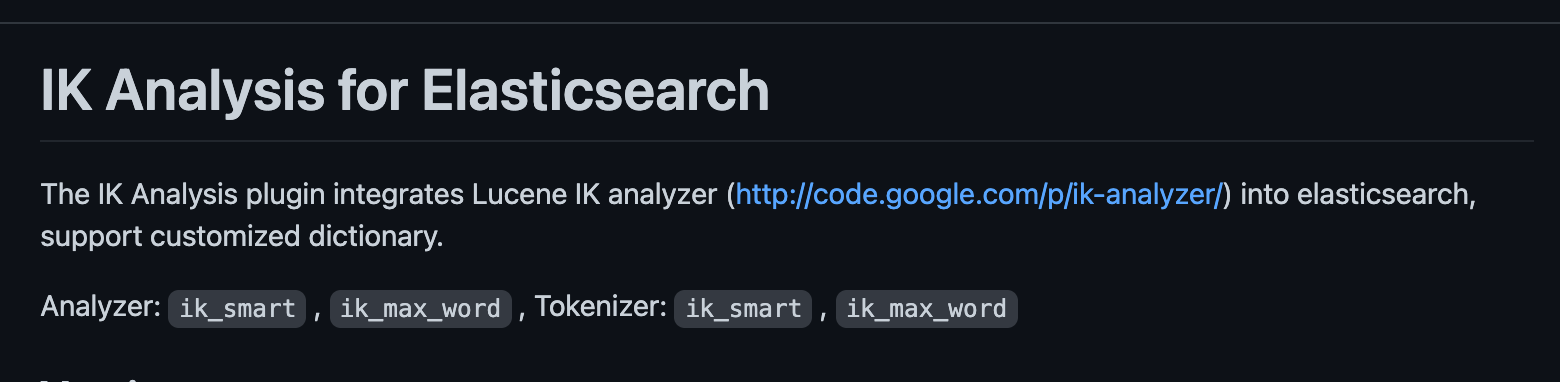 IK Analysis for Elasticsearch
The IK Analysis plugin integrates Lucene IK analyzer (http://code.google.com/p/ik-analyzer/) into elasticsearch,
support customized dictionary.
Analyzer: ik_smart , ik_max_word , Tokenizer: ik_smart , ik_max_word